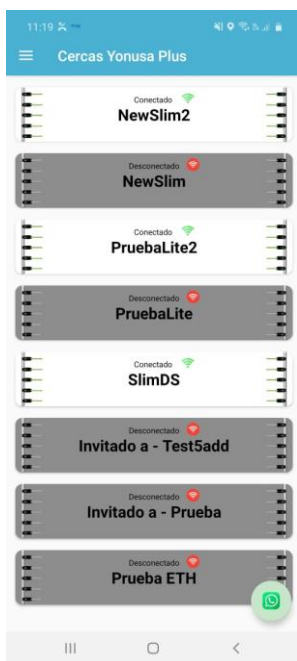 11:19
Cercas Yonusa Plus
Conectado
NewSlim2
Desconectado
NewSlim
Conectado
PruebaLite2
Desconectado
PruebaLite
Conectado
SlimDS
Desconectado
Invitado a - Test5add
Desconectado
Invitado a - Prueba
Desconectado
Prueba ETH